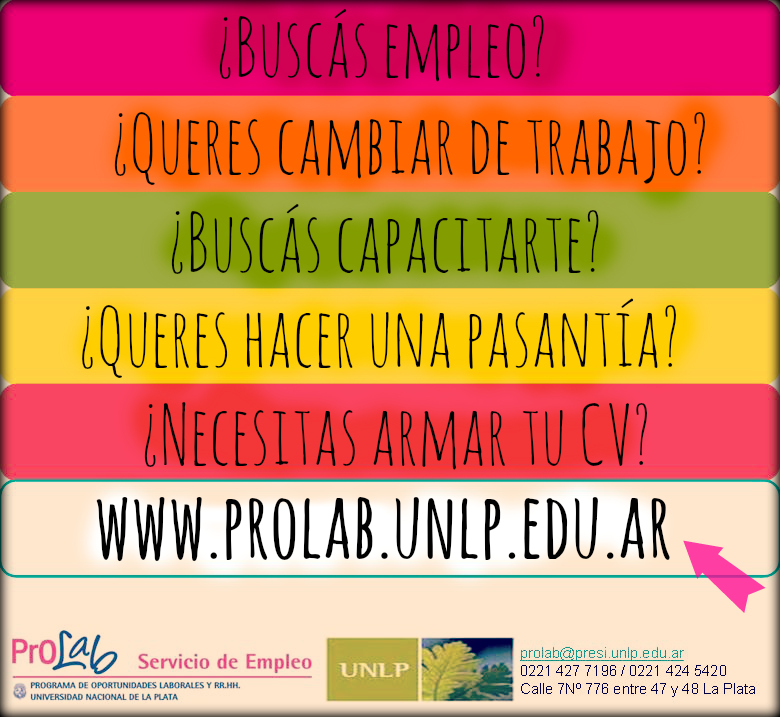 ¿Buscás empleo?
¿Queres cambiar de trabajo?
¿Buscás capacitarte?
¿Queres hacer una pasantía?
¿Necesitas armar tu CV?
www.prolab.unlp.edu.ar
ProLab Servicio de Empleo
PROGRAMA DE OPORTUNIDADES LABORALES Y RR.HH.
UNIVERSIDAD NACIONAL DE LA PLATA
UNLP
prolab@presi.unlp.edu.ar
0221 427 7196 / 0221 424 5420
Calle 7Nº 776 entre 47 y 48 La Plata